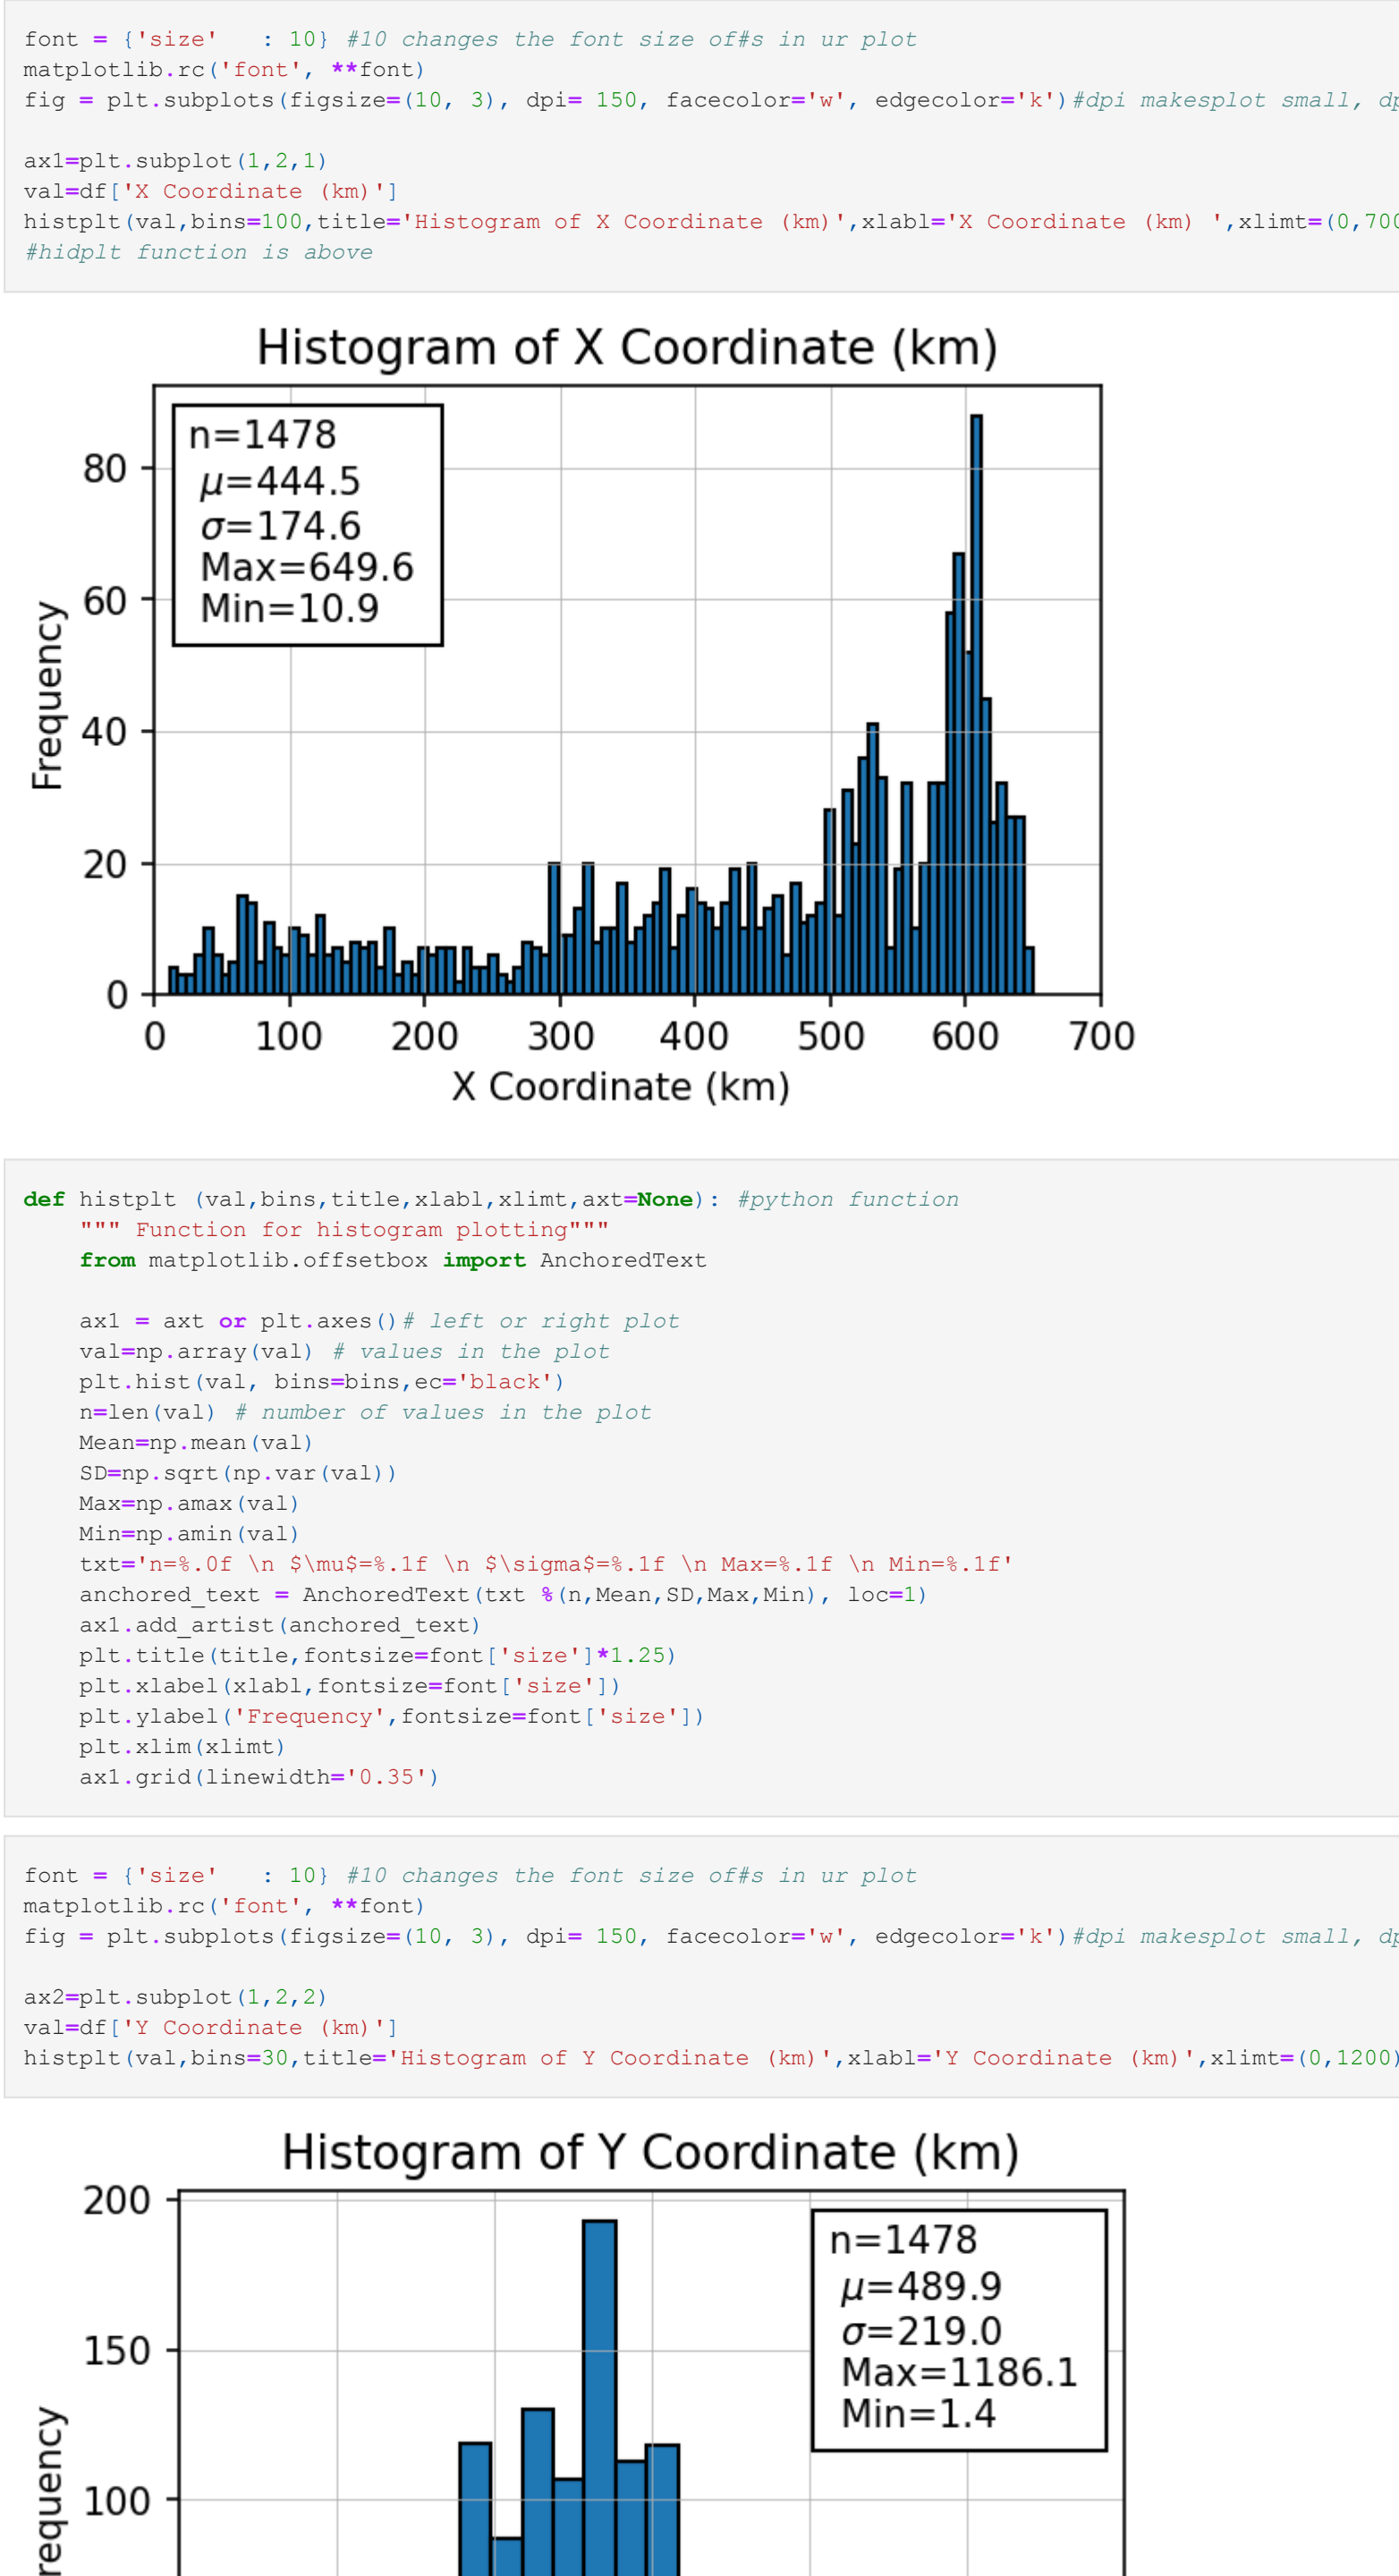 font = {'size'   : 10} #10 changes the font size of#s in ur plot
matplotlib.rc('font', **font)
fig = plt.subplots(figsize=(10, 3), dpi= 150, facecolor='w', edgecolor='k')#dpi makesplot small, dp
ax1=plt.subplot(1,2,1)
val=df['X Coordinate (km)']
histplt(val,bins=100,title='Histogram of X Coordinate (km)',xlabl='X Coordinate (km) ',xlimt=(0,700
#hidplt function is above
Histogram of X Coordinate (km)
n=1478
μ=444.5
σ=174.6
Max=649.6
Min=10.9
80
60
40
20
0
Frequency
0 100 200 300 400 500 600 700
X Coordinate (km)
def histplt (val,bins,title,xlabl,xlimt,axt=None): #python function
    """ Function for histogram plotting"""
    from matplotlib.offsetbox import AnchoredText
    ax1 = axt or plt.axes()# left or right plot
    val=np.array(val) # values in the plot
    plt.hist(val, bins=bins,ec='black')
    n=len(val) # number of values in the plot
    Mean=np.mean(val)
    SD=np.sqrt(np.var(val))
    Max=np.amax(val)
    Min=np.amin(val)
    txt='n=%.0f \n $\mu$=%.1f \n $\sigma$=%.1f \n Max=%.1f \n Min=%.1f'
    anchored_text = AnchoredText(txt %(n,Mean,SD,Max,Min), loc=1)
    ax1.add_artist(anchored_text)
    plt.title(title,fontsize=font['size']*1.25)
    plt.xlabel(xlabl,fontsize=font['size'])
    plt.ylabel('Frequency',fontsize=font['size'])
    plt.xlim(xlimt)
    ax1.grid(linewidth='0.35')
font = {'size'   : 10} #10 changes the font size of#s in ur plot
matplotlib.rc('font', **font)
fig = plt.subplots(figsize=(10, 3), dpi= 150, facecolor='w', edgecolor='k')#dpi makesplot small, dp
ax2=plt.subplot(1,2,2)
val=df['Y Coordinate (km)']
histplt(val,bins=30,title='Histogram of Y Coordinate (km)',xlabl='Y Coordinate (km)',xlimt=(0,1200)
Histogram of Y Coordinate (km)
n=1478
μ=489.9
σ=219.0
Max=1186.1
Min=1.4
200
150
100
requency